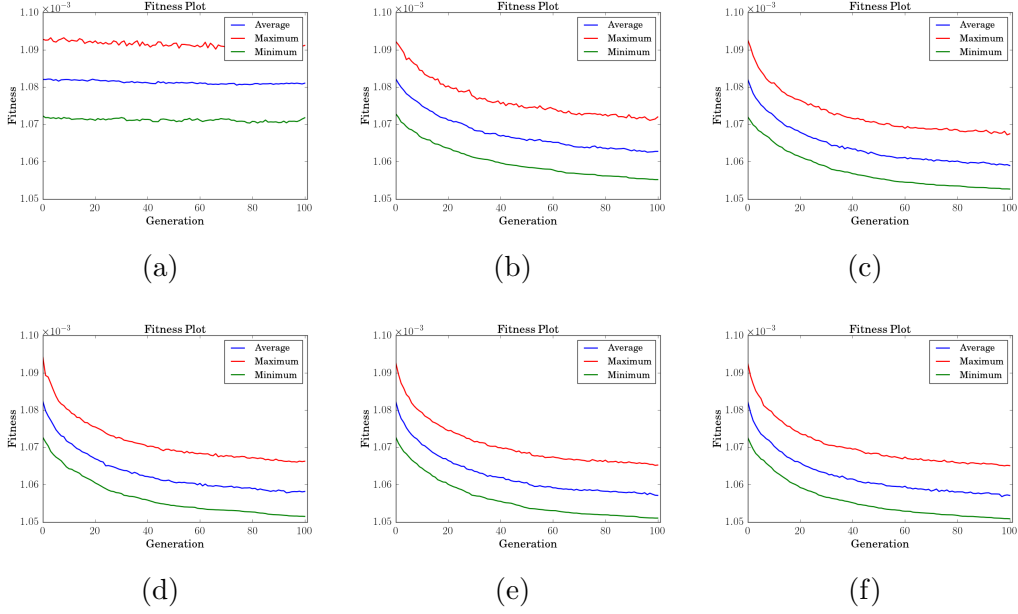 ×10⁻³ Fitness Plot
1.10
1.09
1.08
1.07
1.06
1.05
Fitness
Average
Maximum
Minimum
0 20 40 60 80 100
Generation
(a)
×10⁻³ Fitness Plot
1.10
1.09
1.08
1.07
1.06
1.05
Fitness
Average
Maximum
Minimum
0 20 40 60 80 100
Generation
(b)
×10⁻³ Fitness Plot
1.10
1.09
1.08
1.07
1.06
1.05
Fitness
Average
Maximum
Minimum
0 20 40 60 80 100
Generation
(c)
×10⁻³ Fitness Plot
1.10
1.09
1.08
1.07
1.06
1.05
Fitness
Average
Maximum
Minimum
0 20 40 60 80 100
Generation
(d)
×10⁻³ Fitness Plot
1.10
1.09
1.08
1.07
1.06
1.05
Fitness
Average
Maximum
Minimum
0 20 40 60 80 100
Generation
(e)
×10⁻³ Fitness Plot
1.10
1.09
1.08
1.07
1.06
1.05
Fitness
Average
Maximum
Minimum
0 20 40 60 80 100
Generation
(f)